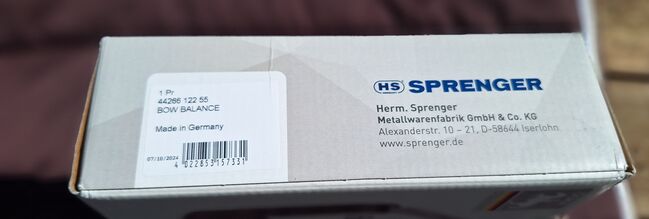 1 Pr
44266 122 55
BOW BALANCE
Made in Germany
07/10/2024
4 022853 157331
HS SPRENGER
Herm. Sprenger
Metallwarenfabrik GmbH & Co. KG
Alexanderstr. 10 – 21, D-58644 Iserlohn
www.sprenger.de